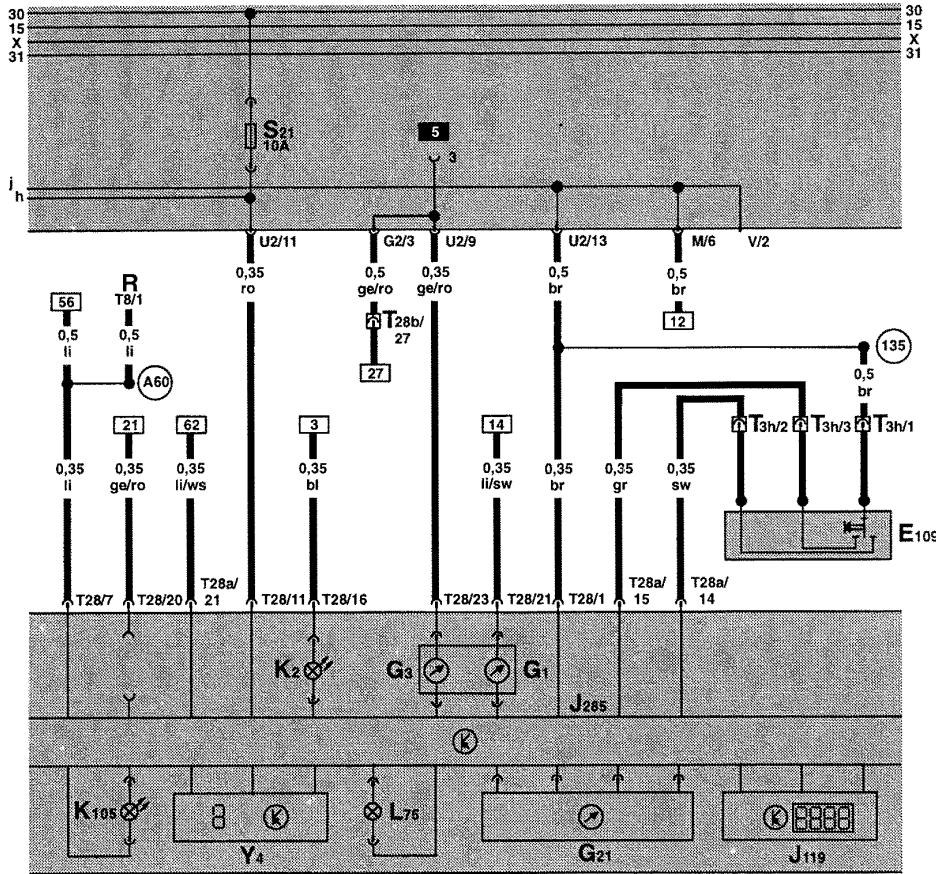 30 30
15 15
X X
31 31
S21
10A
5
3
j
h
U2/11 G2/3 U2/9 U2/13 M/6 V/2
0,35 0,5 0,35 0,5 0,5
ro ge/ro ge/ro br br
R
T8/1
56
T28b/
27
12
0,5 0,5
li li
135
27
A60
0,5
br
21 62 3 14
T3h/2 T3h/3 T3h/1
0,35 0,35 0,35 0,35 0,35 0,35 0,35 0,35
li ge/ro li/ws bl li/sw br gr sw
E109
T28/7 T28/20 T28a/21 T28/11 T28/16 T28/23 T28/21 T28/1 T28a/15 T28a/14
K2 G3 G1
J285
K105 L75
Y4 G21 J119